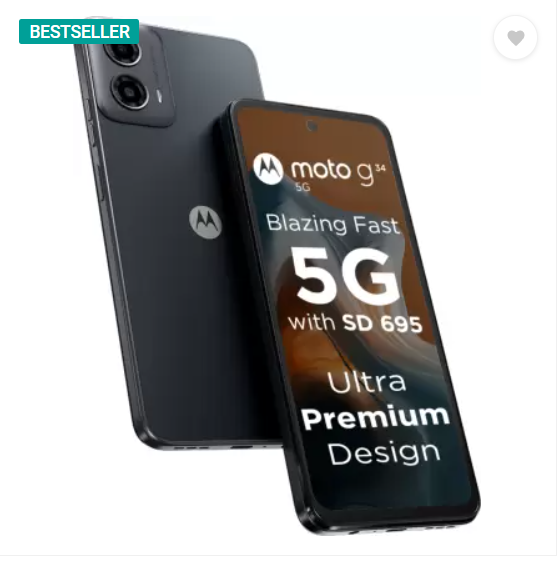 BESTSELLER
moto g34
5G
Blazing Fast
5G
with SD 695
Ultra
Premium
Design